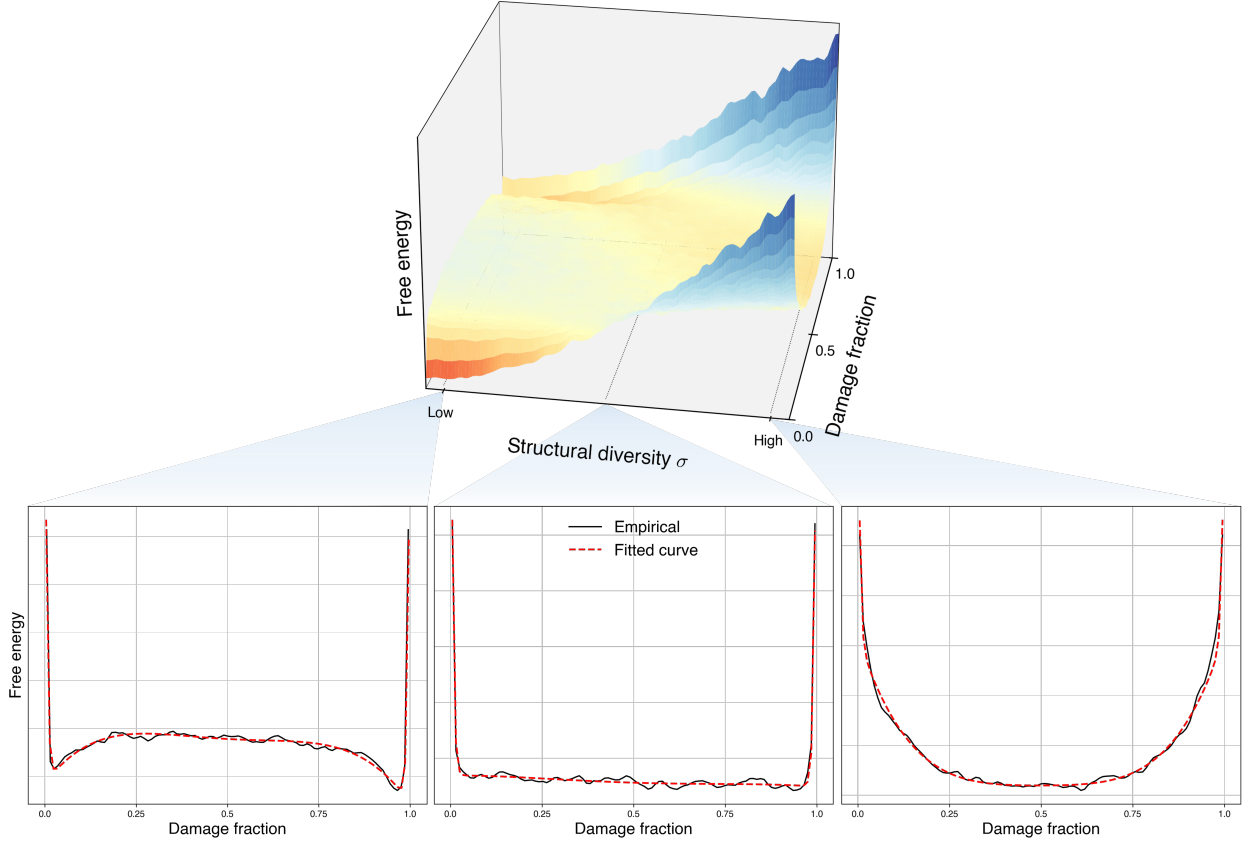 Free energy
1.0
0.5
0.0
Damage fraction
Low
High
Structural diversity σ
Free energy
0.0
0.25
0.5
0.75
1.0
Damage fraction
Empirical
Fitted curve
0.0
0.25
0.5
0.75
1.0
Damage fraction
0.0
0.25
0.5
0.75
1.0
Damage fraction